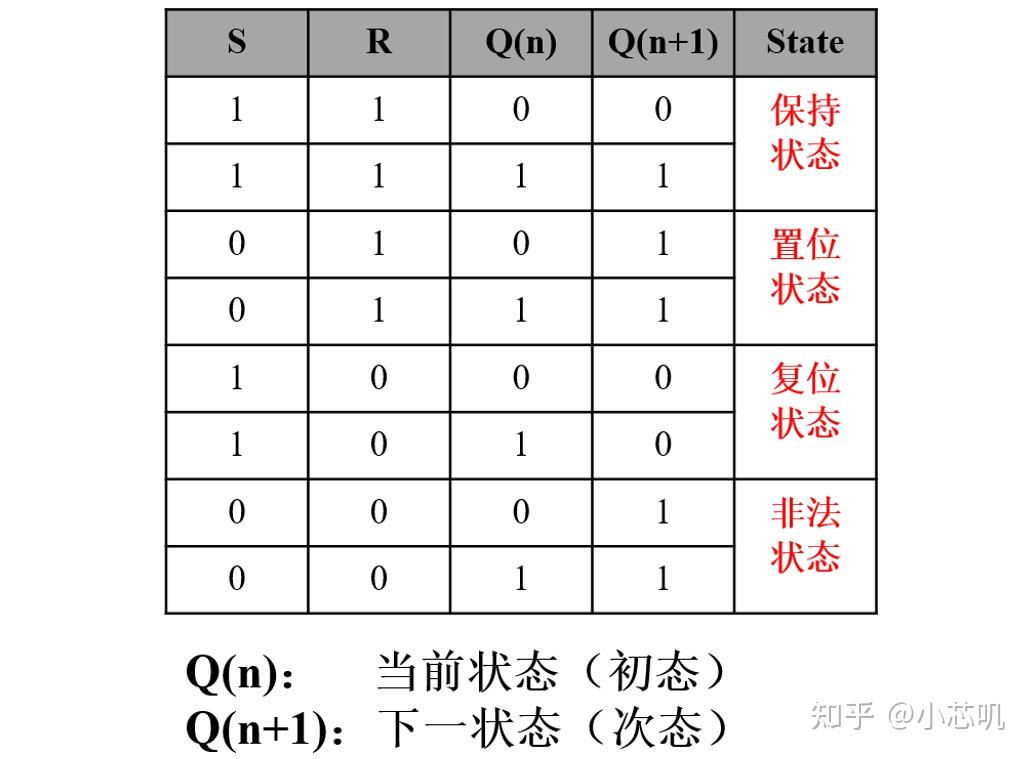 S R Q(n) Q(n+1) State
1 1 0 0 保持
状态
1 1 1 1
0 1 0 1 置位
状态
0 1 1 1
1 0 0 0 复位
状态
1 0 1 0
0 0 0 1 非法
状态
0 0 1 1
Q(n)： 当前状态（初态）
Q(n+1)：下一状态（次态）
知乎 @小芯叽